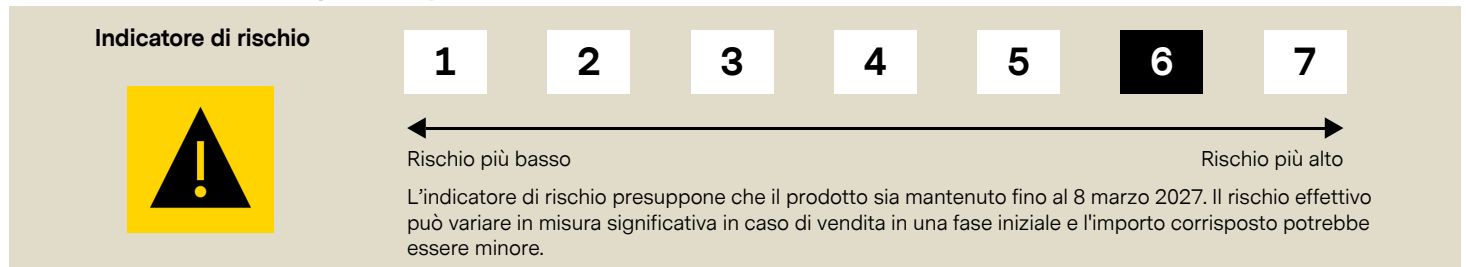 Indicatore di rischio
1 2 3 4 5 6 7
Rischio più basso Rischio più alto
L'indicatore di rischio presuppone che il prodotto sia mantenuto fino al 8 marzo 2027. Il rischio effettivo
può variare in misura significativa in caso di vendita in una fase iniziale e l'importo corrisposto potrebbe
essere minore.